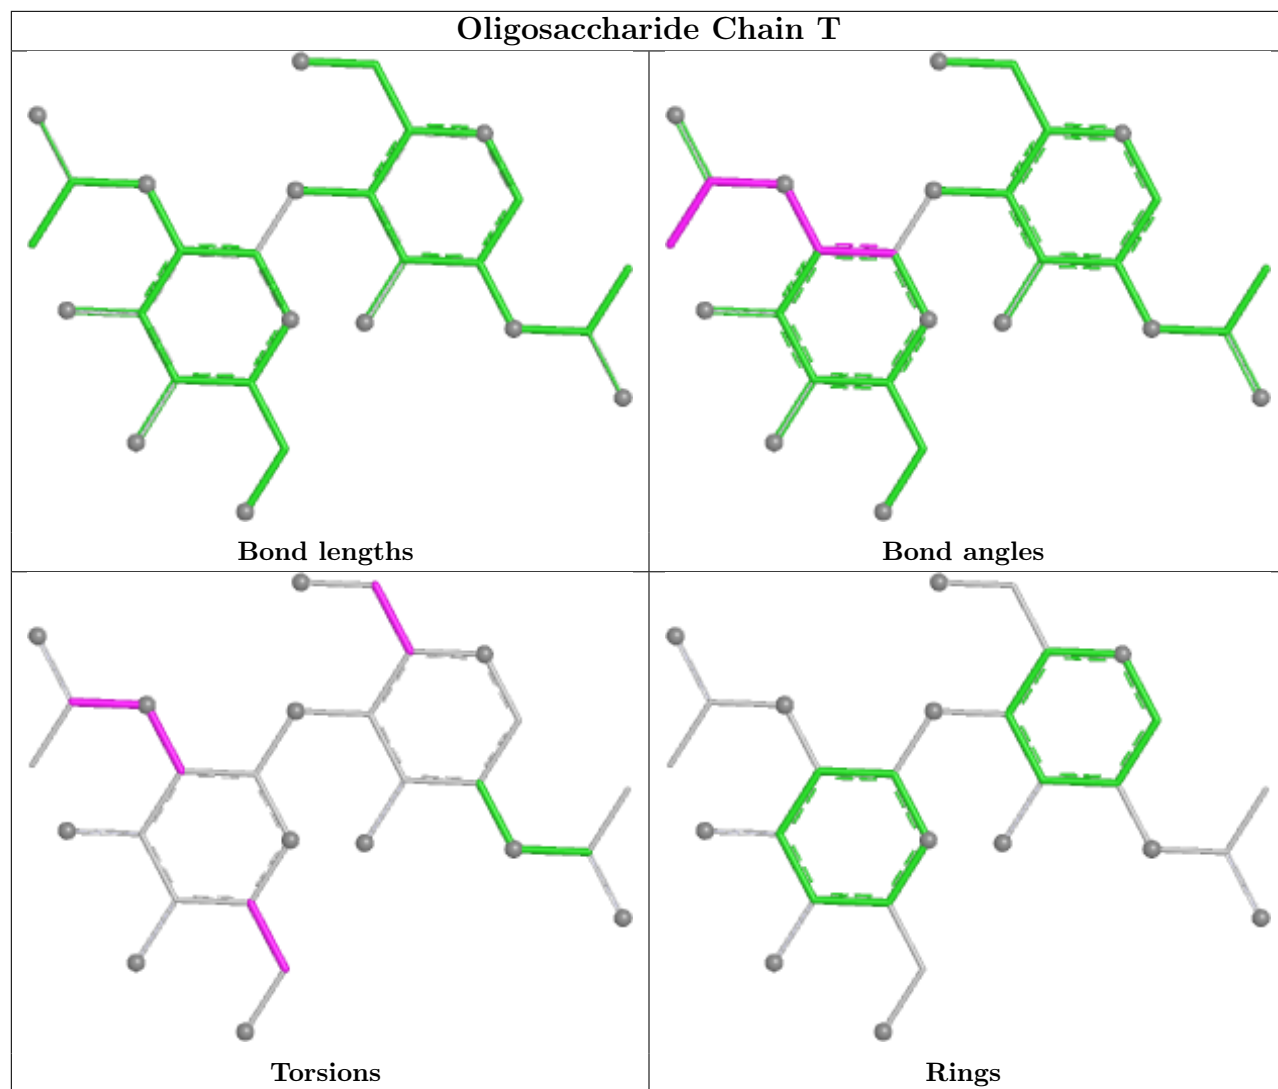 Oligosaccharide Chain T
Bond lengths
Bond angles
Torsions
Rings